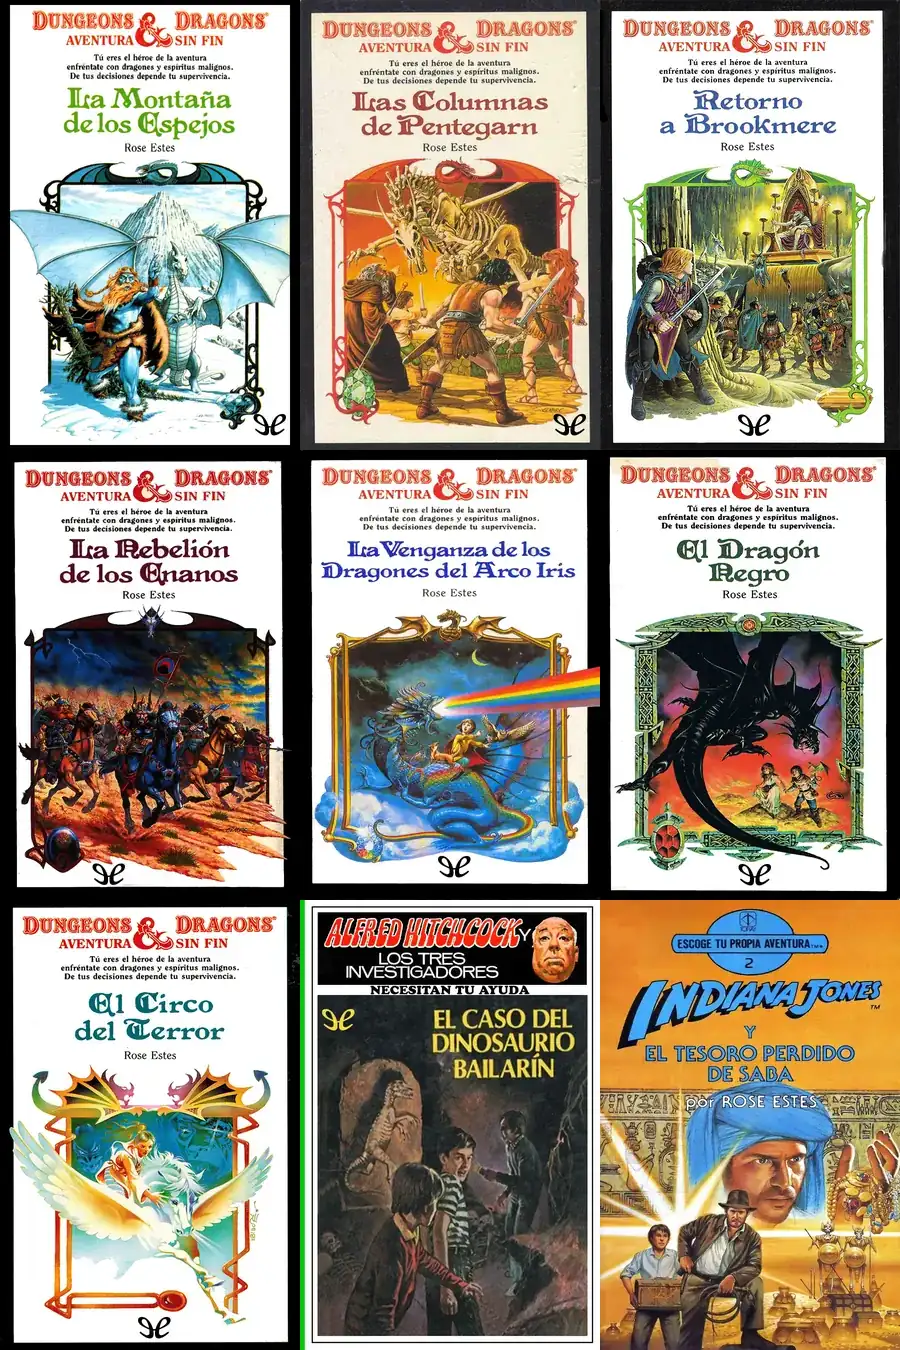 DUNGEONS & DRAGONS®
AVENTURA SIN FIN
Tú eres el héroe de la aventura
enfréntate con dragones y espíritus malignos.
De tus decisiones depende tu supervivencia.
La Montaña
de los Espejos
Rose Estes
DUNGEONS & DRAGONS®
AVENTURA SIN FIN
Tú eres el héroe de la aventura
enfréntate con dragones y espíritus malignos.
De tus decisiones depende tu supervivencia.
Las Columnas
de Pentegarn
Rose Estes
DUNGEONS & DRAGONS®
AVENTURA SIN FIN
Tú eres el héroe de la aventura
enfréntate con dragones y espíritus malignos.
De tus decisiones depende tu supervivencia.
Retorno
a Brookmere
Rose Estes
DUNGEONS & DRAGONS®
AVENTURA SIN FIN
Tú eres el héroe de la aventura
enfréntate con dragones y espíritus malignos.
De tus decisiones depende tu supervivencia.
La Rebelión
de los Enanos
Rose Estes
DUNGEONS & DRAGONS®
AVENTURA SIN FIN
Tú eres el héroe de la aventura
enfréntate con dragones y espíritus malignos.
De tus decisiones depende tu supervivencia.
La Venganza de los
Dragones del Arco Iris
Rose Estes
DUNGEONS & DRAGONS®
AVENTURA SIN FIN
Tú eres el héroe de la aventura
enfréntate con dragones y espíritus malignos.
De tus decisiones depende tu supervivencia.
El Dragón
Negro
Rose Estes
DUNGEONS & DRAGONS®
AVENTURA SIN FIN
Tú eres el héroe de la aventura
enfréntate con dragones y espíritus malignos.
De tus decisiones depende tu supervivencia.
El Circo
del Terror
Rose Estes
ALFRED HITCHCOCK Y
LOS TRES
INVESTIGADORES
NECESITAN TU AYUDA
EL CASO DEL
DINOSAURIO
BAILARÍN
ESCOGE TU PROPIA AVENTURA
2
INDIANA JONES™
Y
EL TESORO PERDIDO
DE SABA
por ROSE ESTES